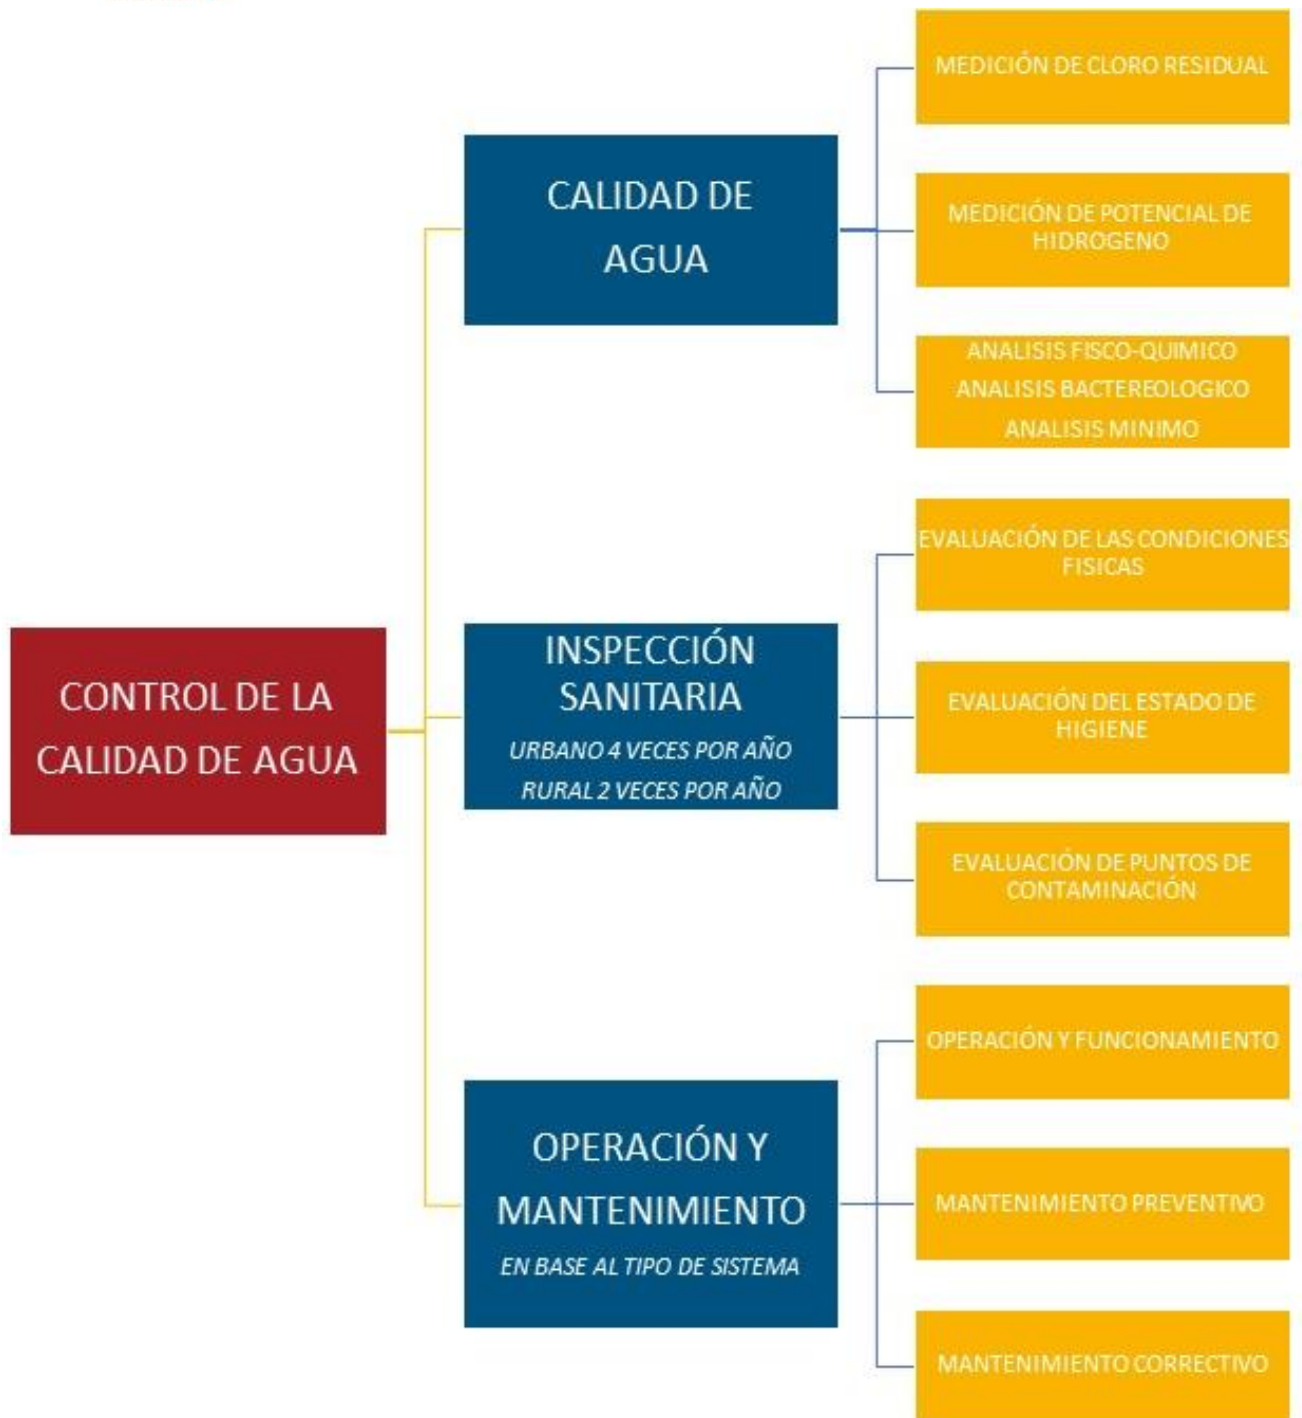 CONTROL DE LA
CALIDAD DE AGUA
CALIDAD DE
AGUA
MEDICIÓN DE CLORO RESIDUAL
MEDICIÓN DE POTENCIAL DE
HIDROGENO
ANALISIS FISCO-QUIMICO
ANALISIS BACTEREOLOGICO
ANALISIS MINIMO
INSPECCIÓN
SANITARIA
URBANO 4 VECES POR AÑO
RURAL 2 VECES POR AÑO
EVALUACIÓN DE LAS CONDICIONES
FISICAS
EVALUACIÓN DEL ESTADO DE
HIGIENE
EVALUACIÓN DE PUNTOS DE
CONTAMINACIÓN
OPERACIÓN Y
MANTENIMIENTO
EN BASE AL TIPO DE SISTEMA
OPERACIÓN Y FUNCIONAMIENTO
MANTENIMIENTO PREVENTIVO
MANTENIMIENTO CORRECTIVO